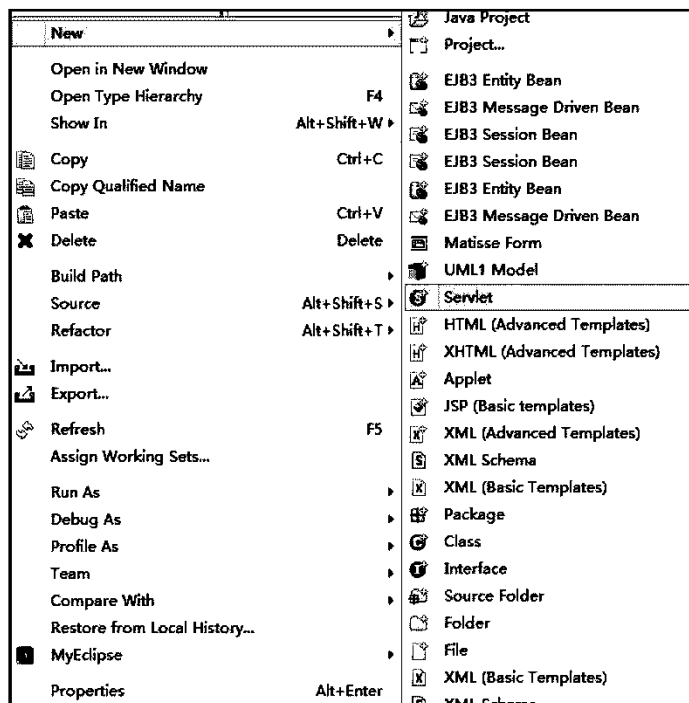 New
Open in New Window
Open Type Hierarchy F4
Show In Alt+Shift+W
Copy Ctrl+C
Copy Qualified Name
Paste Ctrl+V
Delete Delete
Build Path
Source Alt+Shift+S
Refactor Alt+Shift+T
Import...
Export...
Refresh F5
Assign Working Sets...
Run As
Debug As
Profile As
Team
Compare With
Restore from Local History...
MyEclipse
Properties Alt+Enter
Java Project
Project...
EJB3 Entity Bean
EJB3 Message Driven Bean
EJB3 Session Bean
EJB3 Session Bean
EJB3 Entity Bean
EJB3 Message Driven Bean
Matisse Form
UML1 Model
Servlet
HTML (Advanced Templates)
XHTML (Advanced Templates)
Applet
JSP (Basic templates)
XML (Advanced Templates)
XML Schema
XML (Basic Templates)
Package
Class
Interface
Source Folder
Folder
File
XML (Basic Templates)
XML Schema